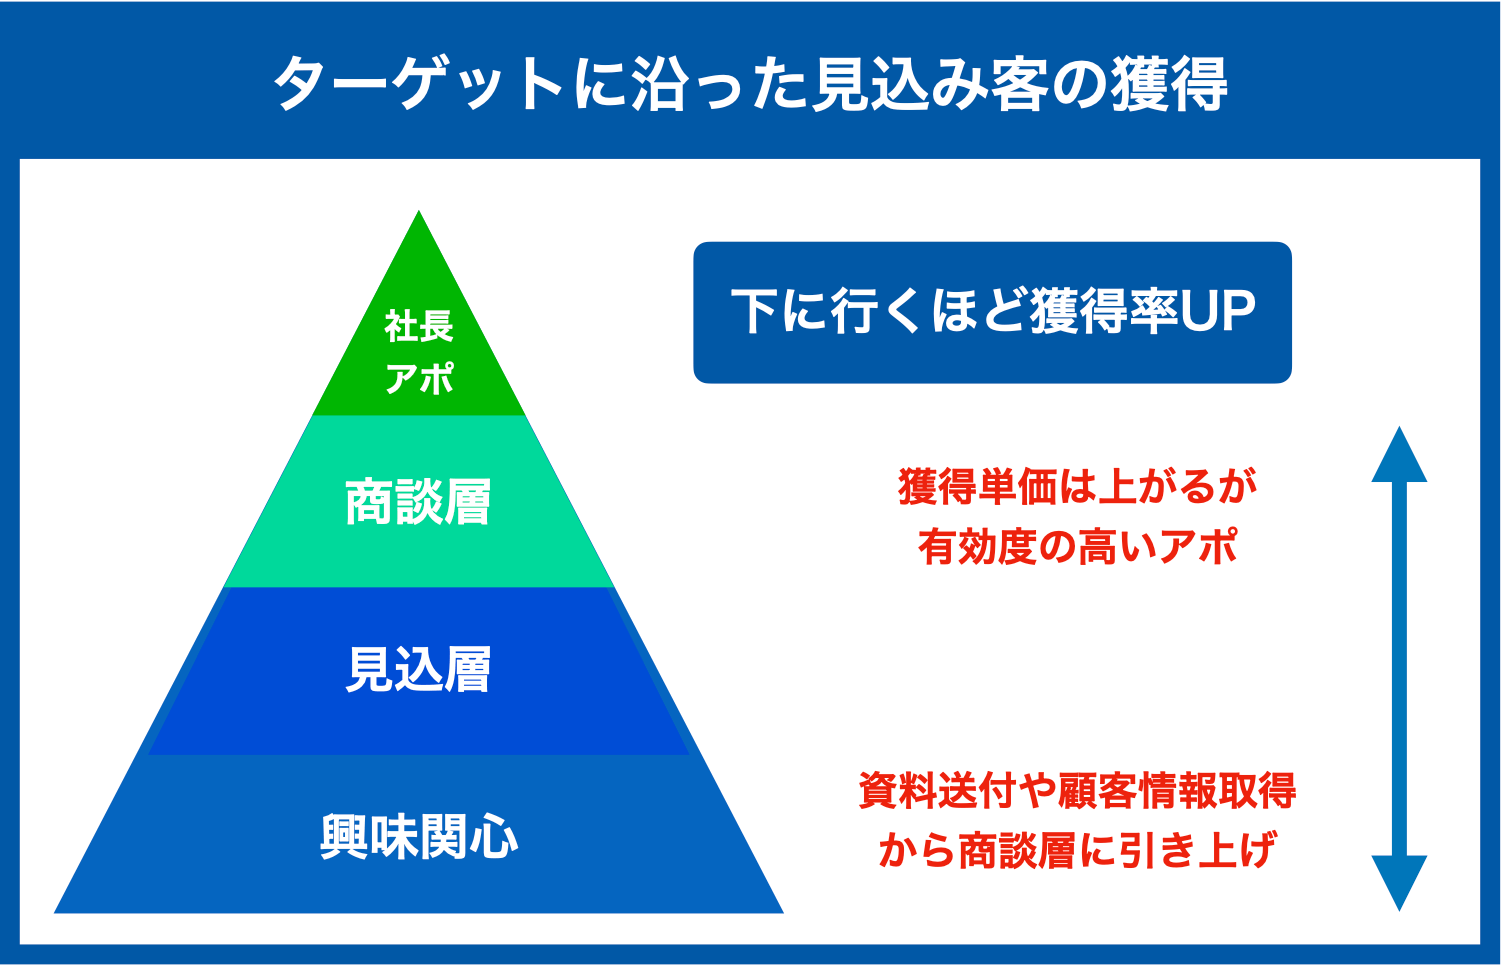 ターゲットに沿った見込み客の獲得
社長
アポ
商談層
見込層
興味関心
下に行くほど獲得率UP
獲得単価は上がるが
有効度の高いアポ
資料送付や顧客情報取得
から商談層に引き上げ